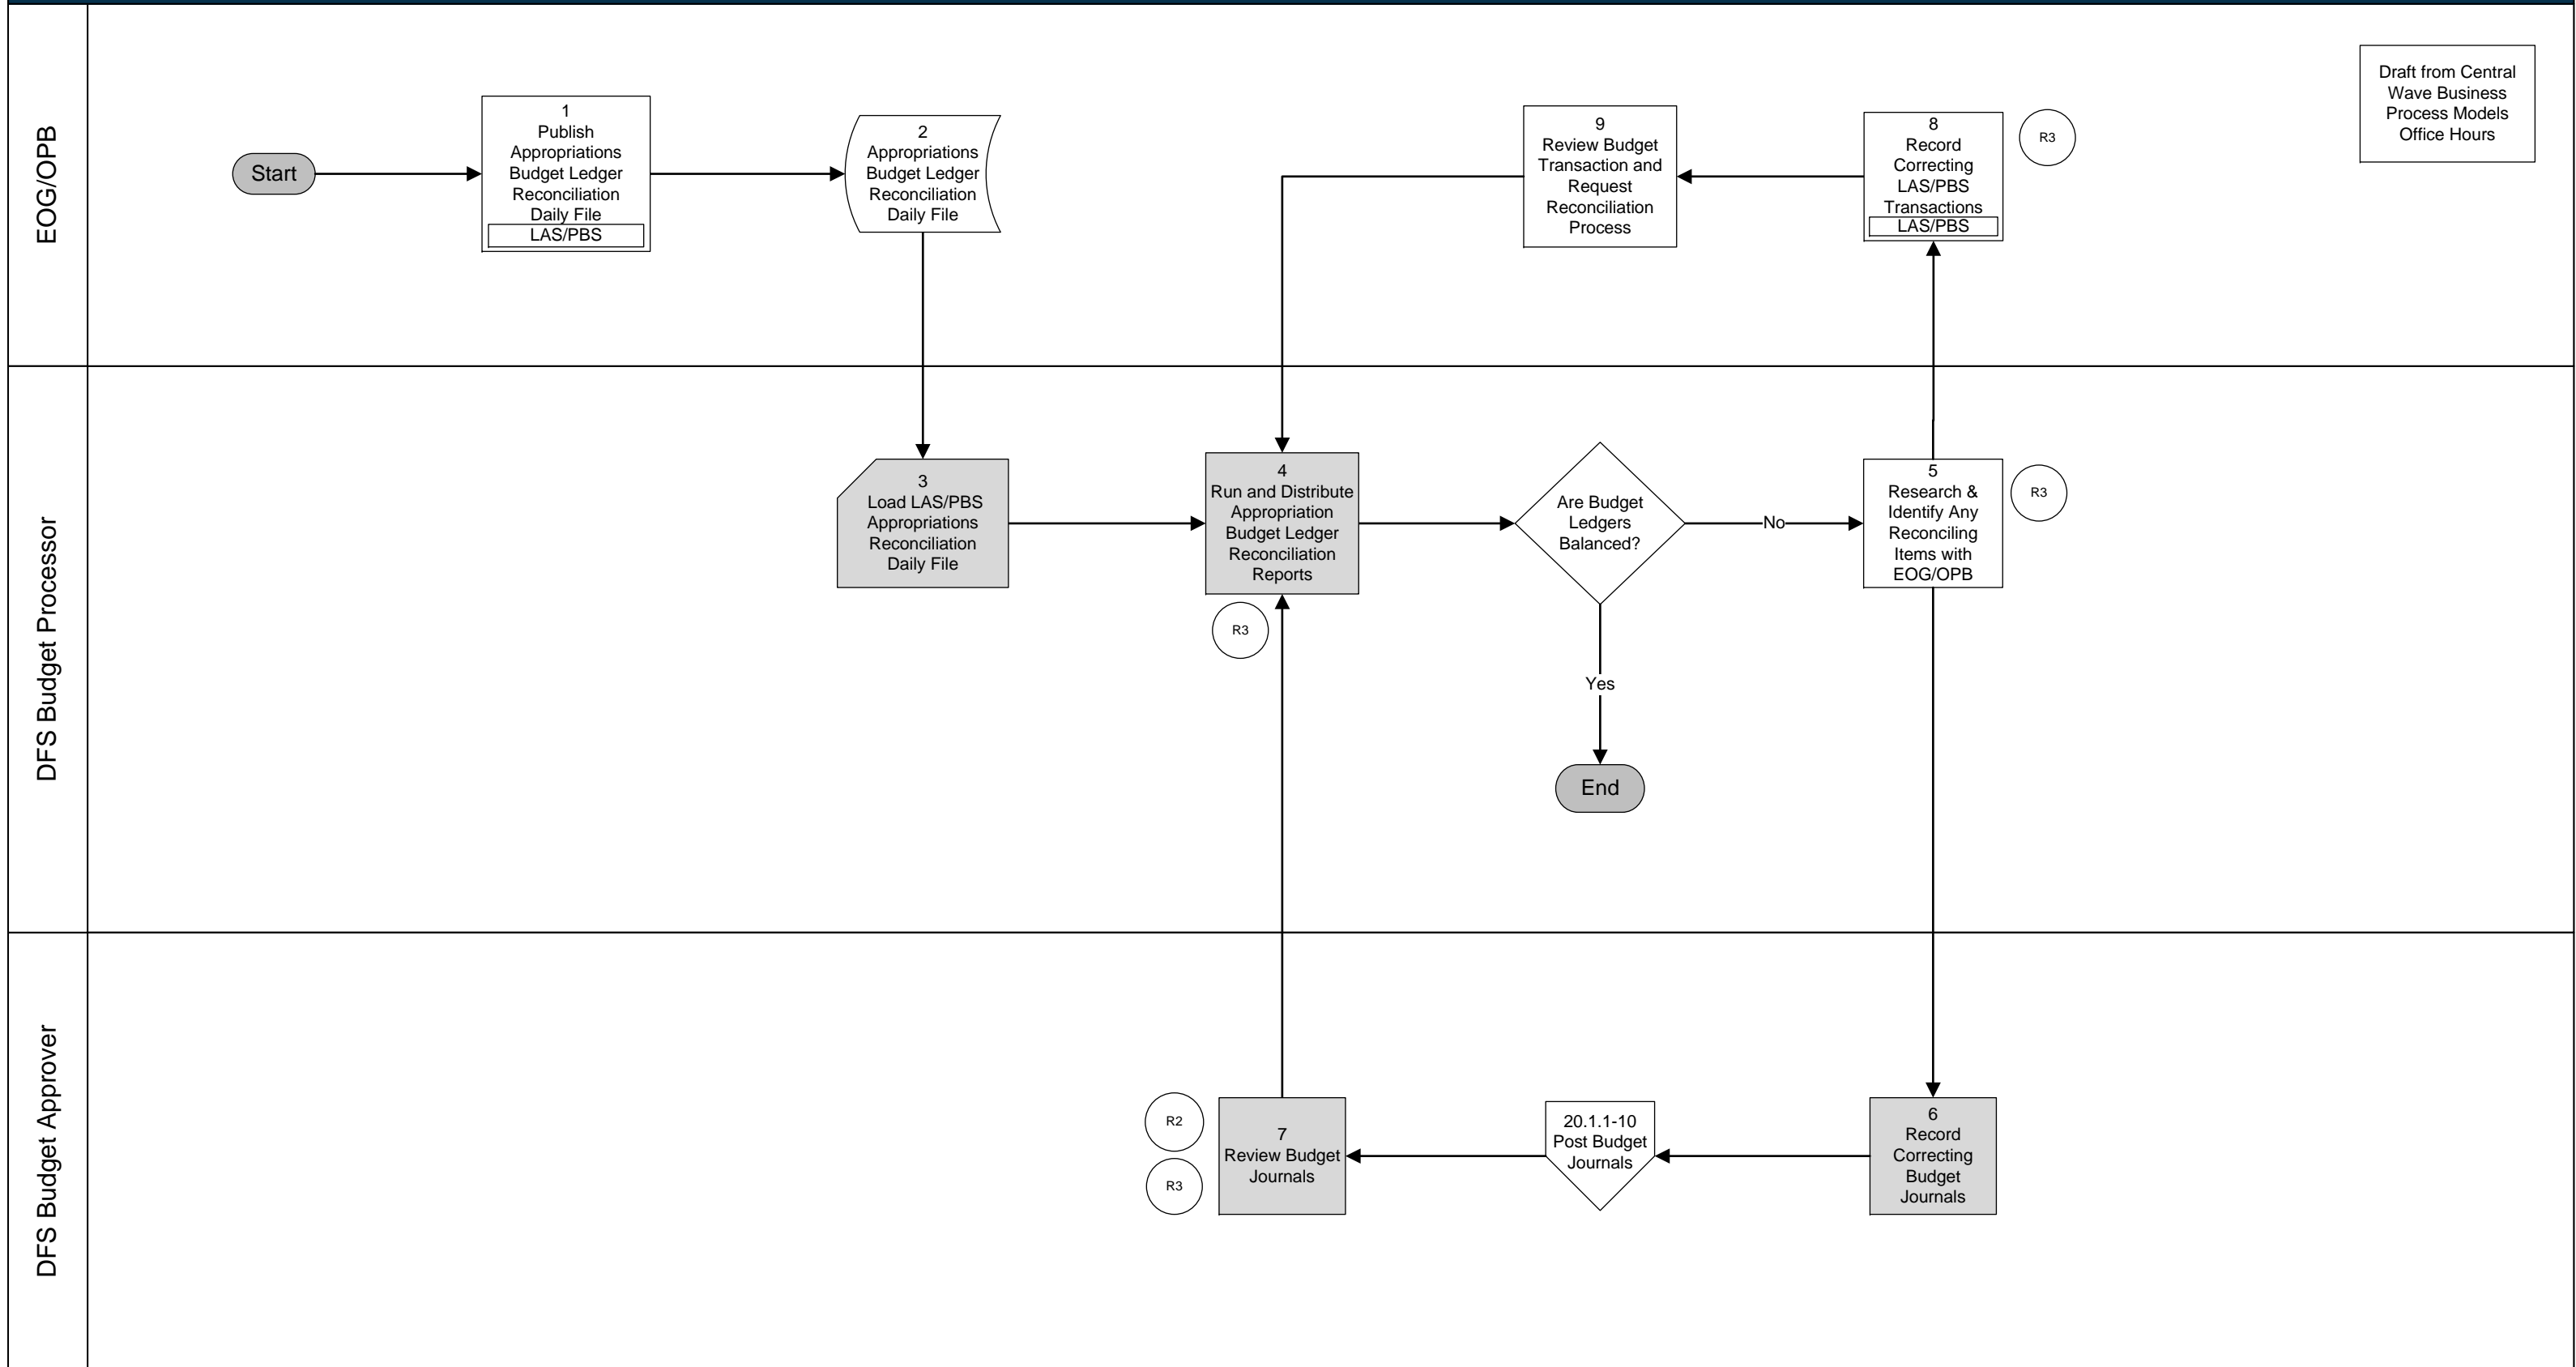 EOG/OPB
Start
1
Publish
Appropriations
Budget Ledger
Reconciliation
Daily File
LAS/PBS
2
Appropriations
Budget Ledger
Reconciliation
Daily File
9
Review Budget
Transaction and
Request
Reconciliation
Process
8
Record
Correcting
LAS/PBS
Transactions
LAS/PBS
R3
Draft from Central
Wave Business
Process Models
Office Hours
DFS Budget Processor
3
Load LAS/PBS
Appropriations
Reconciliation
Daily File
4
Run and Distribute
Appropriation
Budget Ledger
Reconciliation
Reports
R3
Are Budget
Ledgers
Balanced?
No
Yes
End
5
Research &
Identify Any
Reconciling
Items with
EOG/OPB
R3
DFS Budget Approver
R2
R3
7
Review Budget
Journals
20.1.1-10
Post Budget
Journals
6
Record
Correcting
Budget
Journals